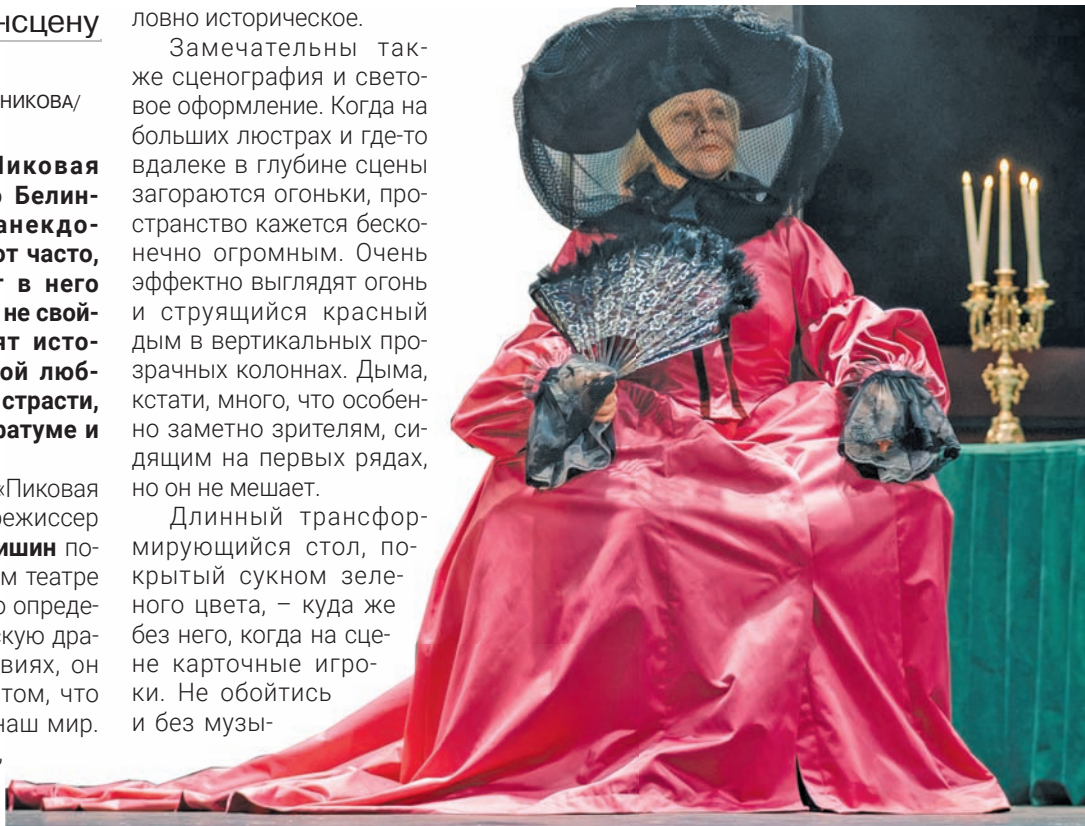 нсцену
НИКОВА/
иковая
Белин-
анекдо-
от часто,
т в него
не свой-
ят исто-
ой люб-
страсти,
ратуме и
«Пиковая
ежиссер
ишин по-
м театре
о опреде-
скую дра-
виях, он
том, что
наш мир.
ловно историческое.
Замечательны так-
же сценография и свето-
вое оформление. Когда на
больших люстрах и где-то
вдалеке в глубине сцены
загораются огоньки, про-
странство кажется беско-
нечно огромным. Очень
эффектно выглядят огонь
и струящийся красный
дым в вертикальных про-
зрачных колоннах. Дыма,
кстати, много, что особен-
но заметно зрителям, си-
дящим на первых рядах,
но он не мешает.
Длинный трансфор-
мирующийся стол, по-
крытый сукном зеле-
ного цвета, – куда же
без него, когда на сце-
не карточные игро-
ки. Не обойтись
и без музы-